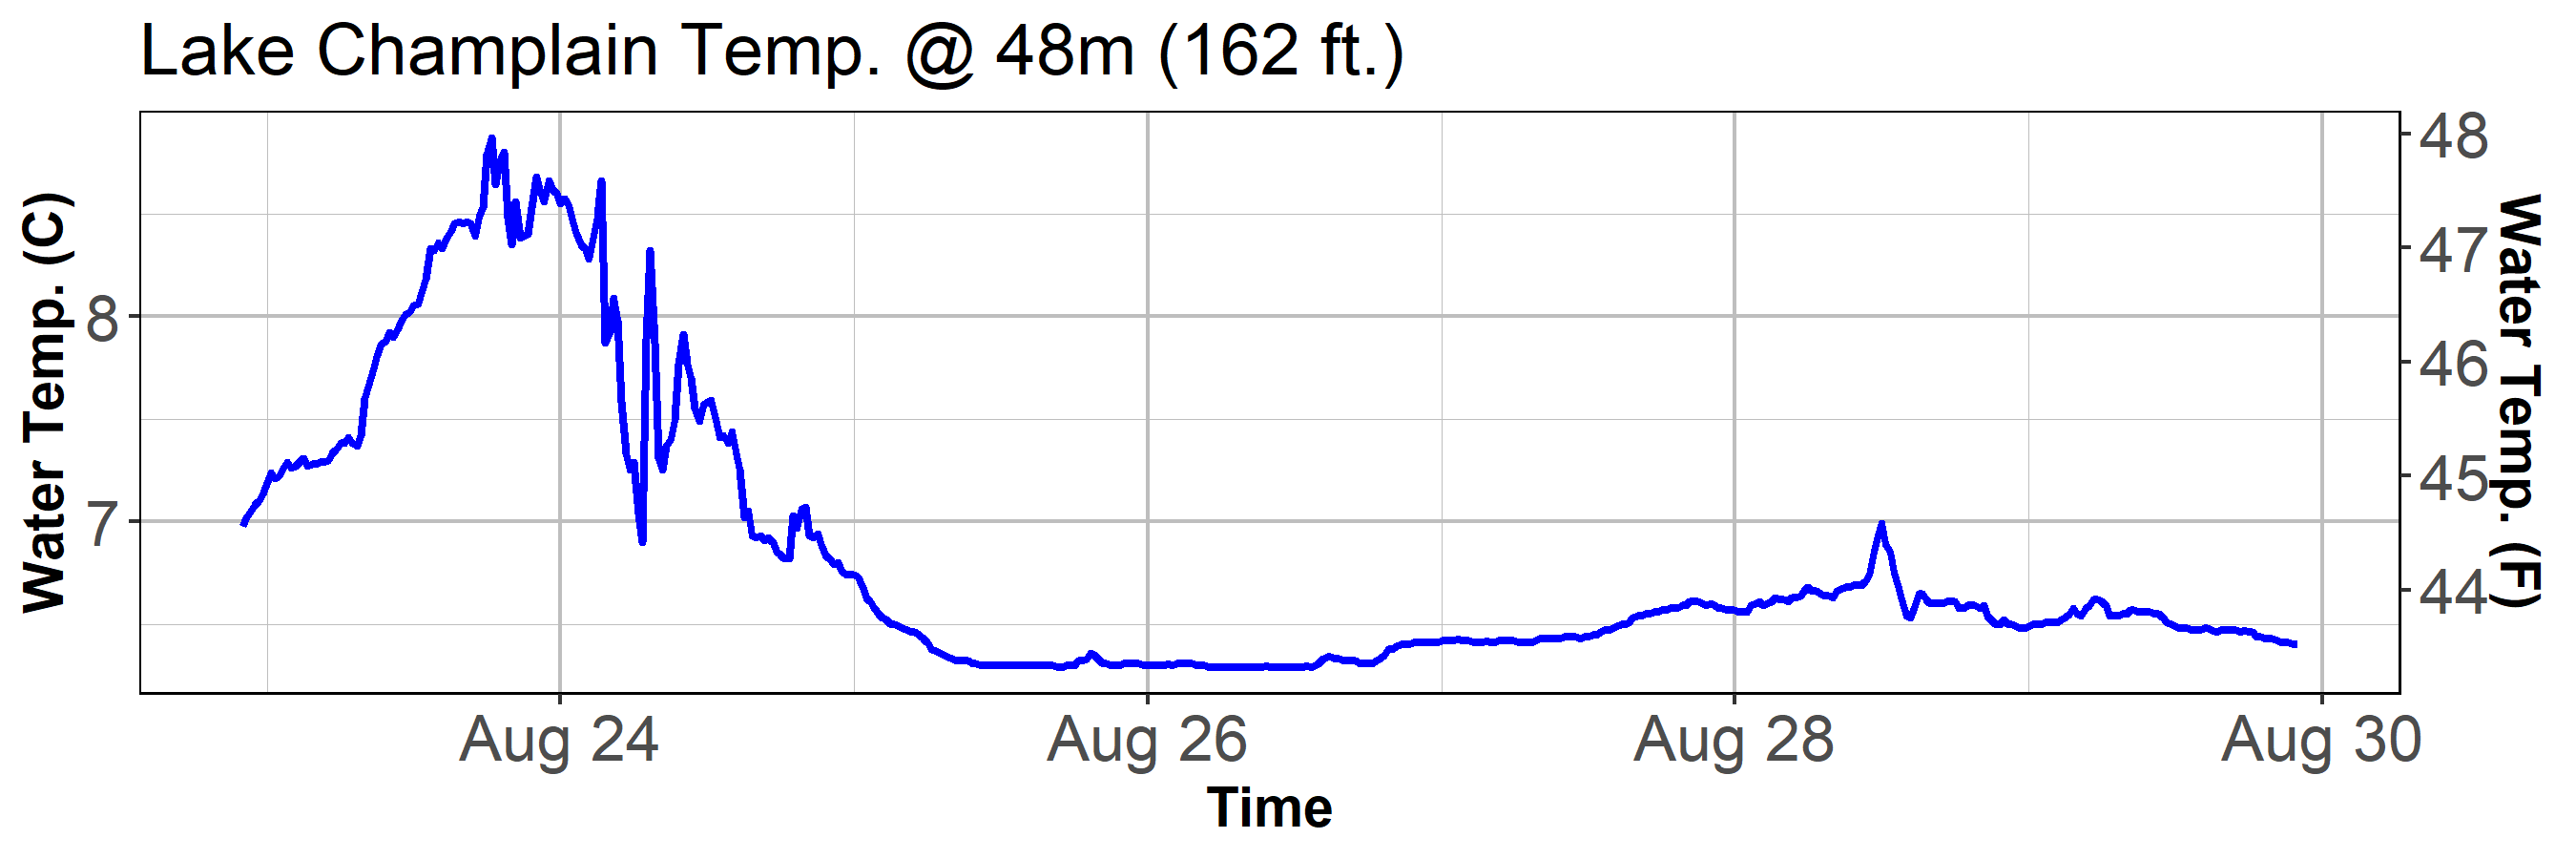 Lake Champlain Temp. @ 48m (162 ft.)
Water Temp. (C)
8
7
48
47
46
45
44
Water Temp. (F)
Aug 24
Aug 26
Aug 28
Aug 30
Time